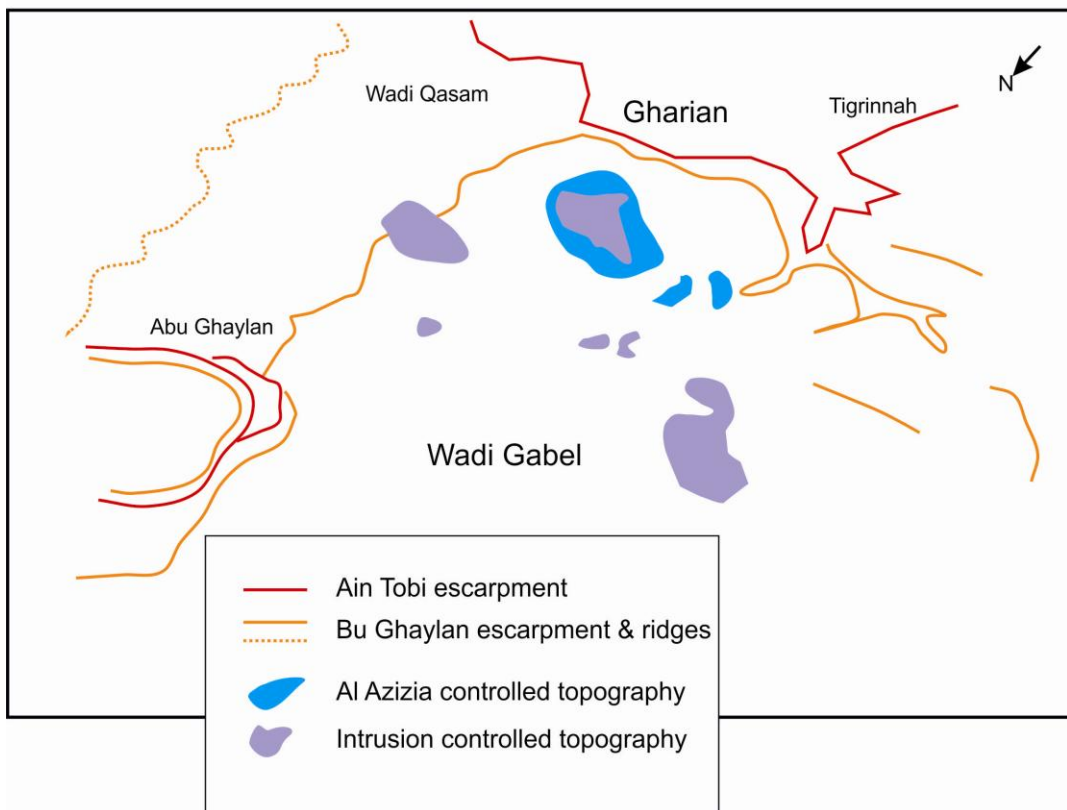 Wadi Qasam
Gharian
Tigrinnah
N
Abu Ghaylan
Wadi Gabel
Ain Tobi escarpment
Bu Ghaylan escarpment & ridges
Al Azizia controlled topography
Intrusion controlled topography